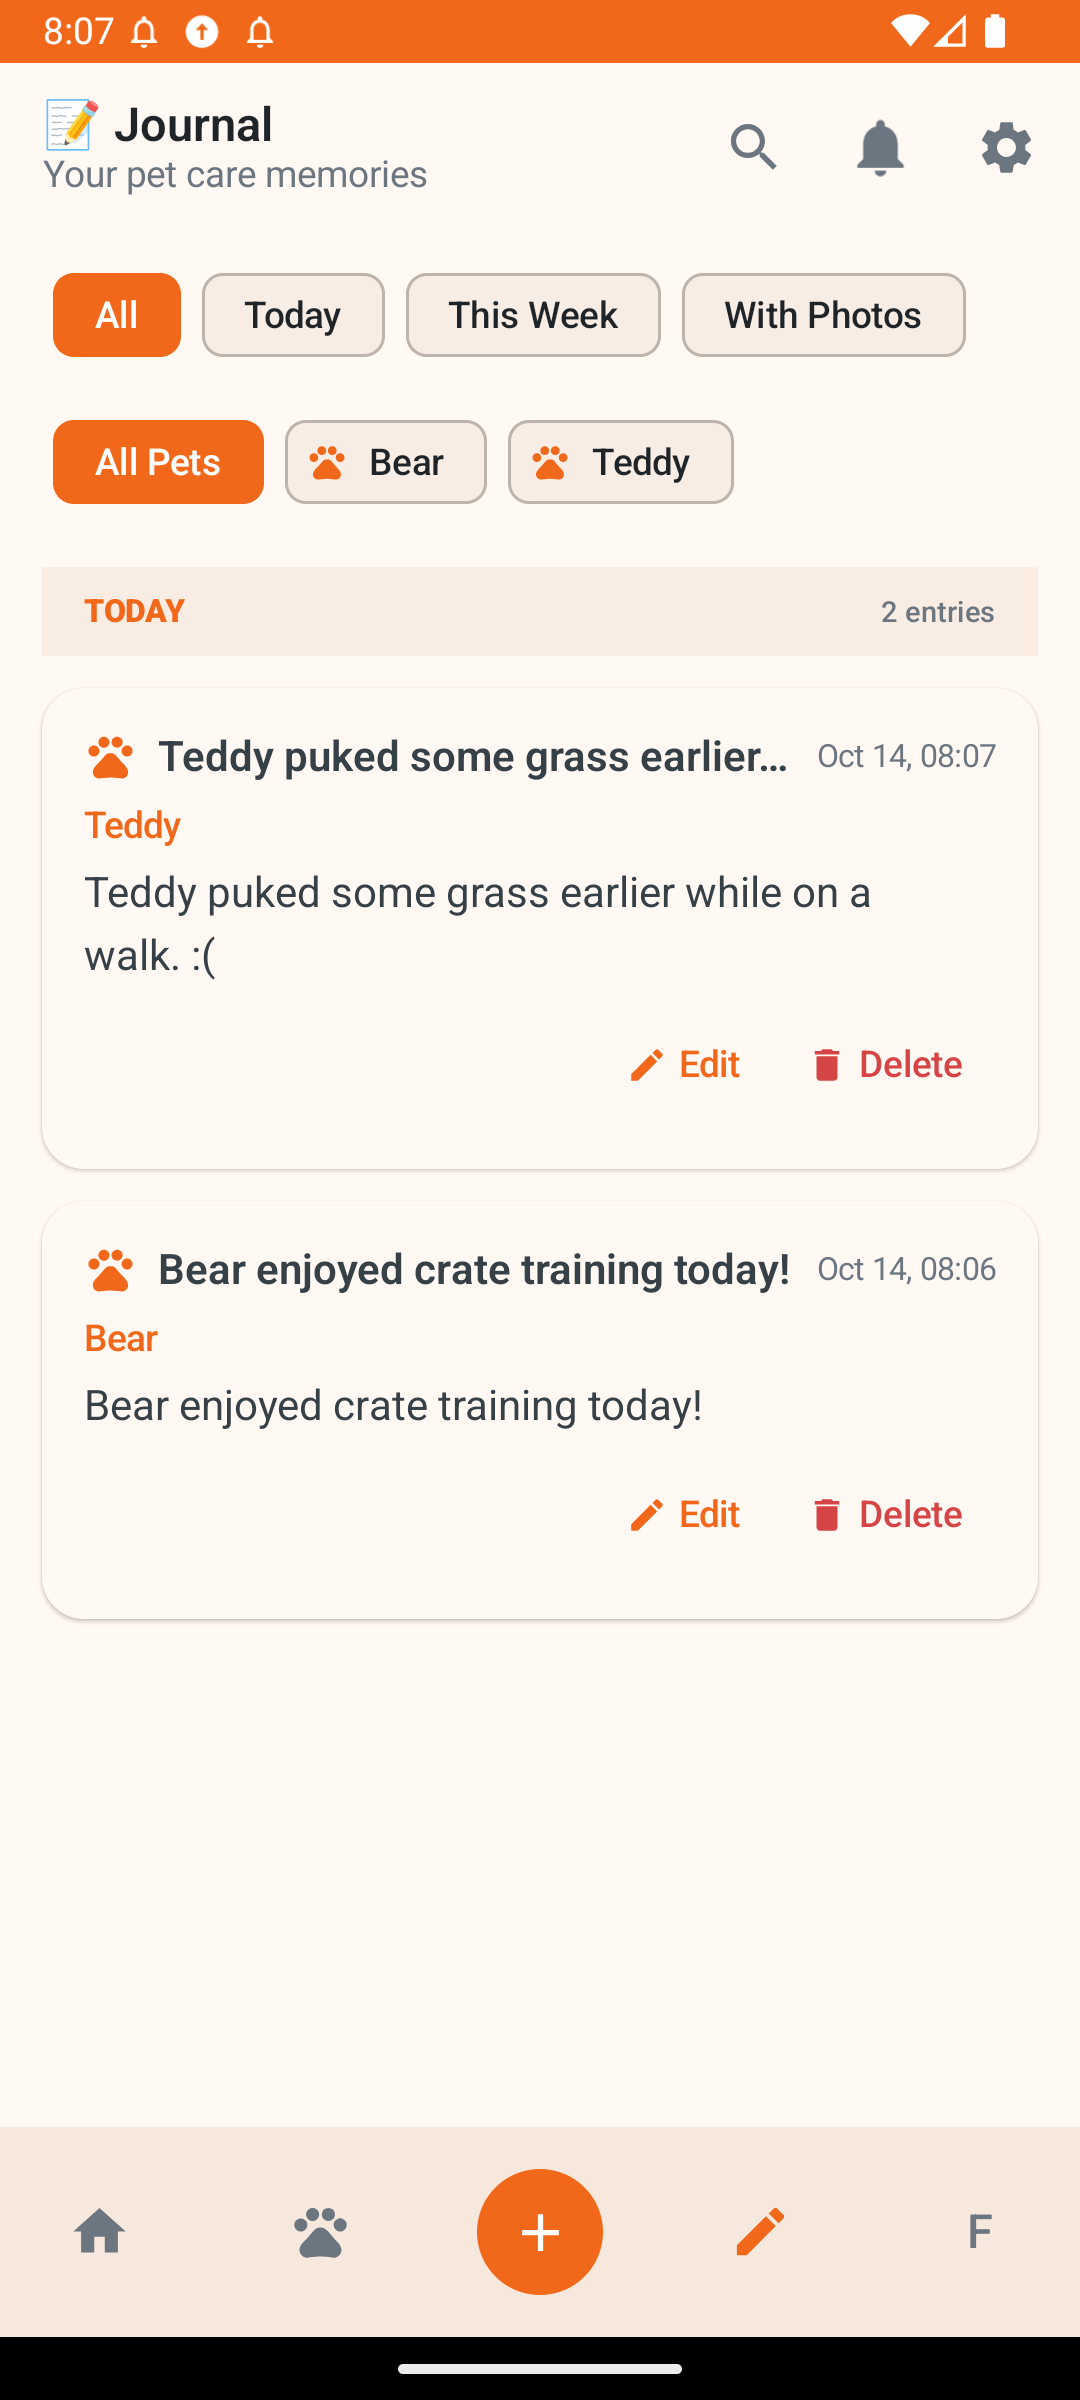 8:07
Journal
Your pet care memories
All
Today
This Week
With Photos
All Pets
Bear
Teddy
TODAY
2 entries
Teddy puked some grass earlier...
Oct 14, 08:07
Teddy
Teddy puked some grass earlier while on a
walk. :(
Edit
Delete
Bear enjoyed crate training today!
Oct 14, 08:06
Bear
Bear enjoyed crate training today!
Edit
Delete
F